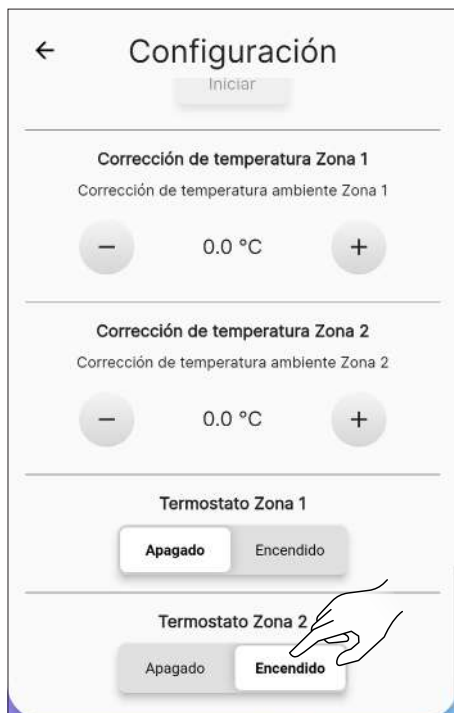 ← Configuración
Iniciar
Corrección de temperatura Zona 1
Corrección de temperatura ambiente Zona 1
− 0.0 °C +
Corrección de temperatura Zona 2
Corrección de temperatura ambiente Zona 2
− 0.0 °C +
Termostato Zona 1
Apagado Encendido
Termostato Zona 2
Apagado Encendido